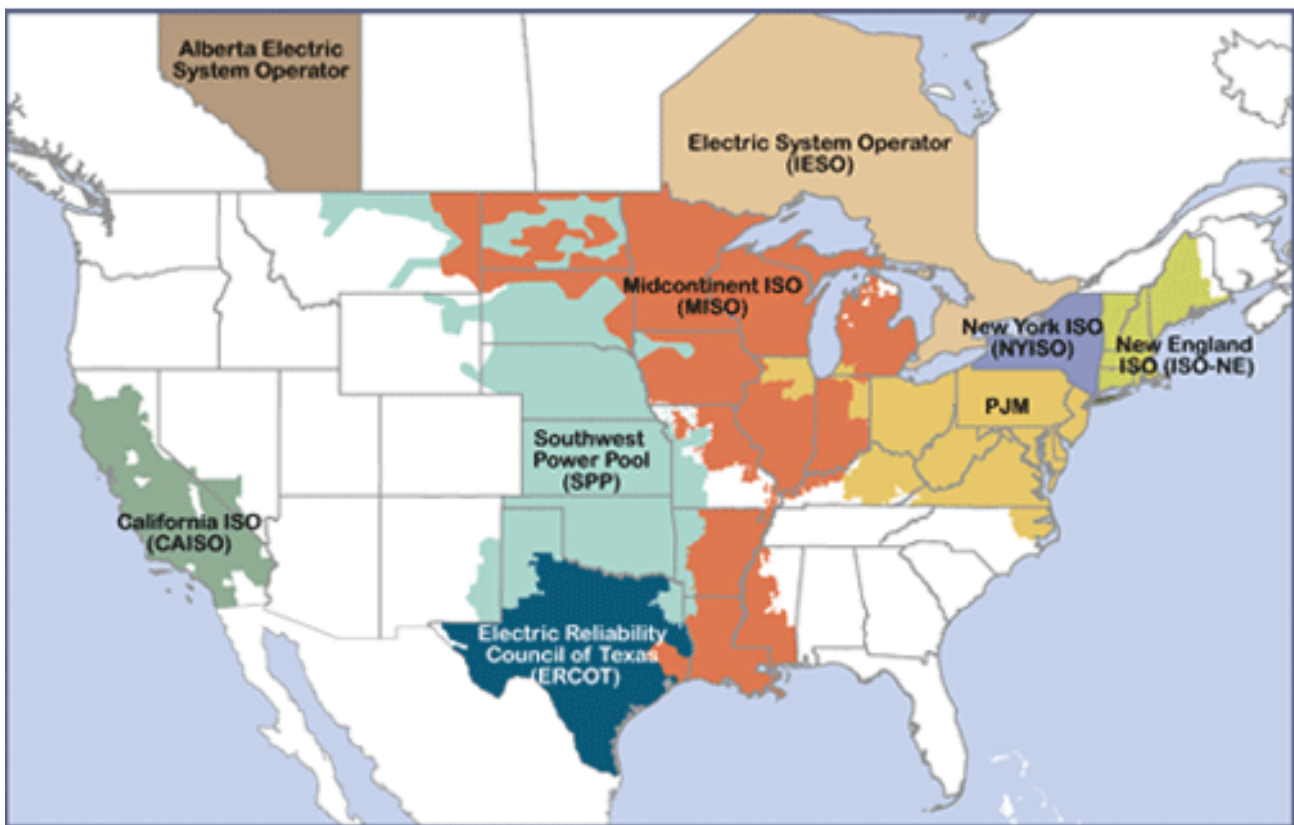 Alberta Electric
System Operator
Electric System Operator
(IESO)
Midcontinent ISO
(MISO)
New York ISO
(NYISO)
New England
ISO (ISO-NE)
PJM
Southwest
Power Pool
(SPP)
California ISO
(CAISO)
Electric Reliability
Council of Texas
(ERCOT)